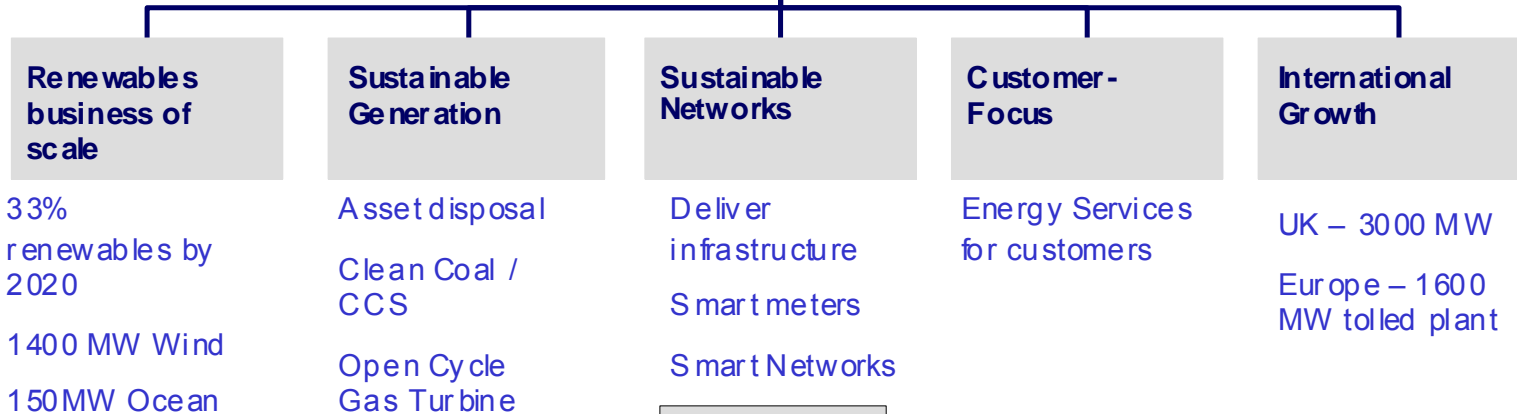 Renewables
business of
scale
33%
renewables by
2020
1400 MW Wind
150MW Ocean
Sustainable
Generation
Asset disposal
Clean Coal /
CCS
Open Cycle
Gas Turbine
Sustainable
Networks
Deliver
infrastructure
Smart meters
Smart Networks
Customer-
Focus
Energy Services
for customers
International
Growth
UK – 3000 MW
Europe – 1600
MW tolled plant